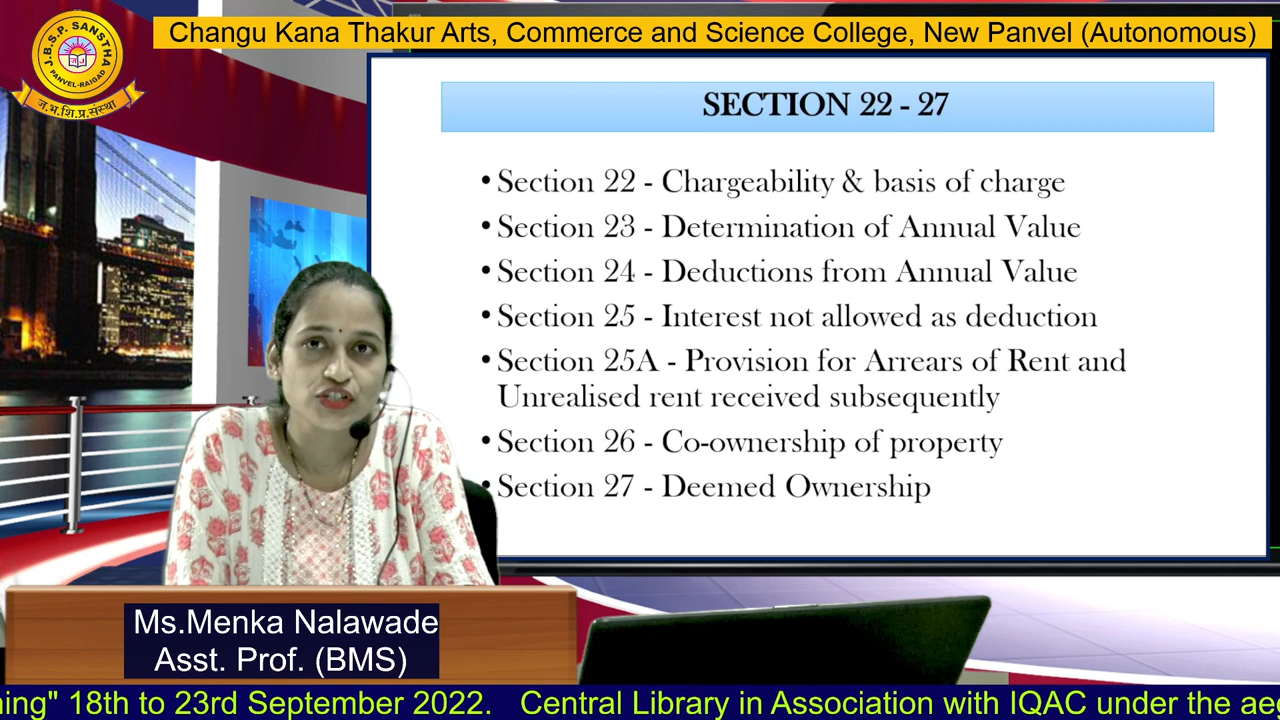 Changu Kana Thakur Arts, Commerce and Science College, New Panvel (Autonomous)
J.B.S.P. SANSTHA
PANVEL-RAIGAD
ज.भ.शि.प्र.संस्था
SECTION 22 - 27
• Section 22 - Chargeability & basis of charge
• Section 23 - Determination of Annual Value
• Section 24 - Deductions from Annual Value
• Section 25 - Interest not allowed as deduction
• Section 25A - Provision for Arrears of Rent and
Unrealised rent received subsequently
• Section 26 - Co-ownership of property
• Section 27 - Deemed Ownership
Ms.Menka Nalawade
Asst. Prof. (BMS)
ning" 18th to 23rd September 2022. Central Library in Association with IQAC under the aec